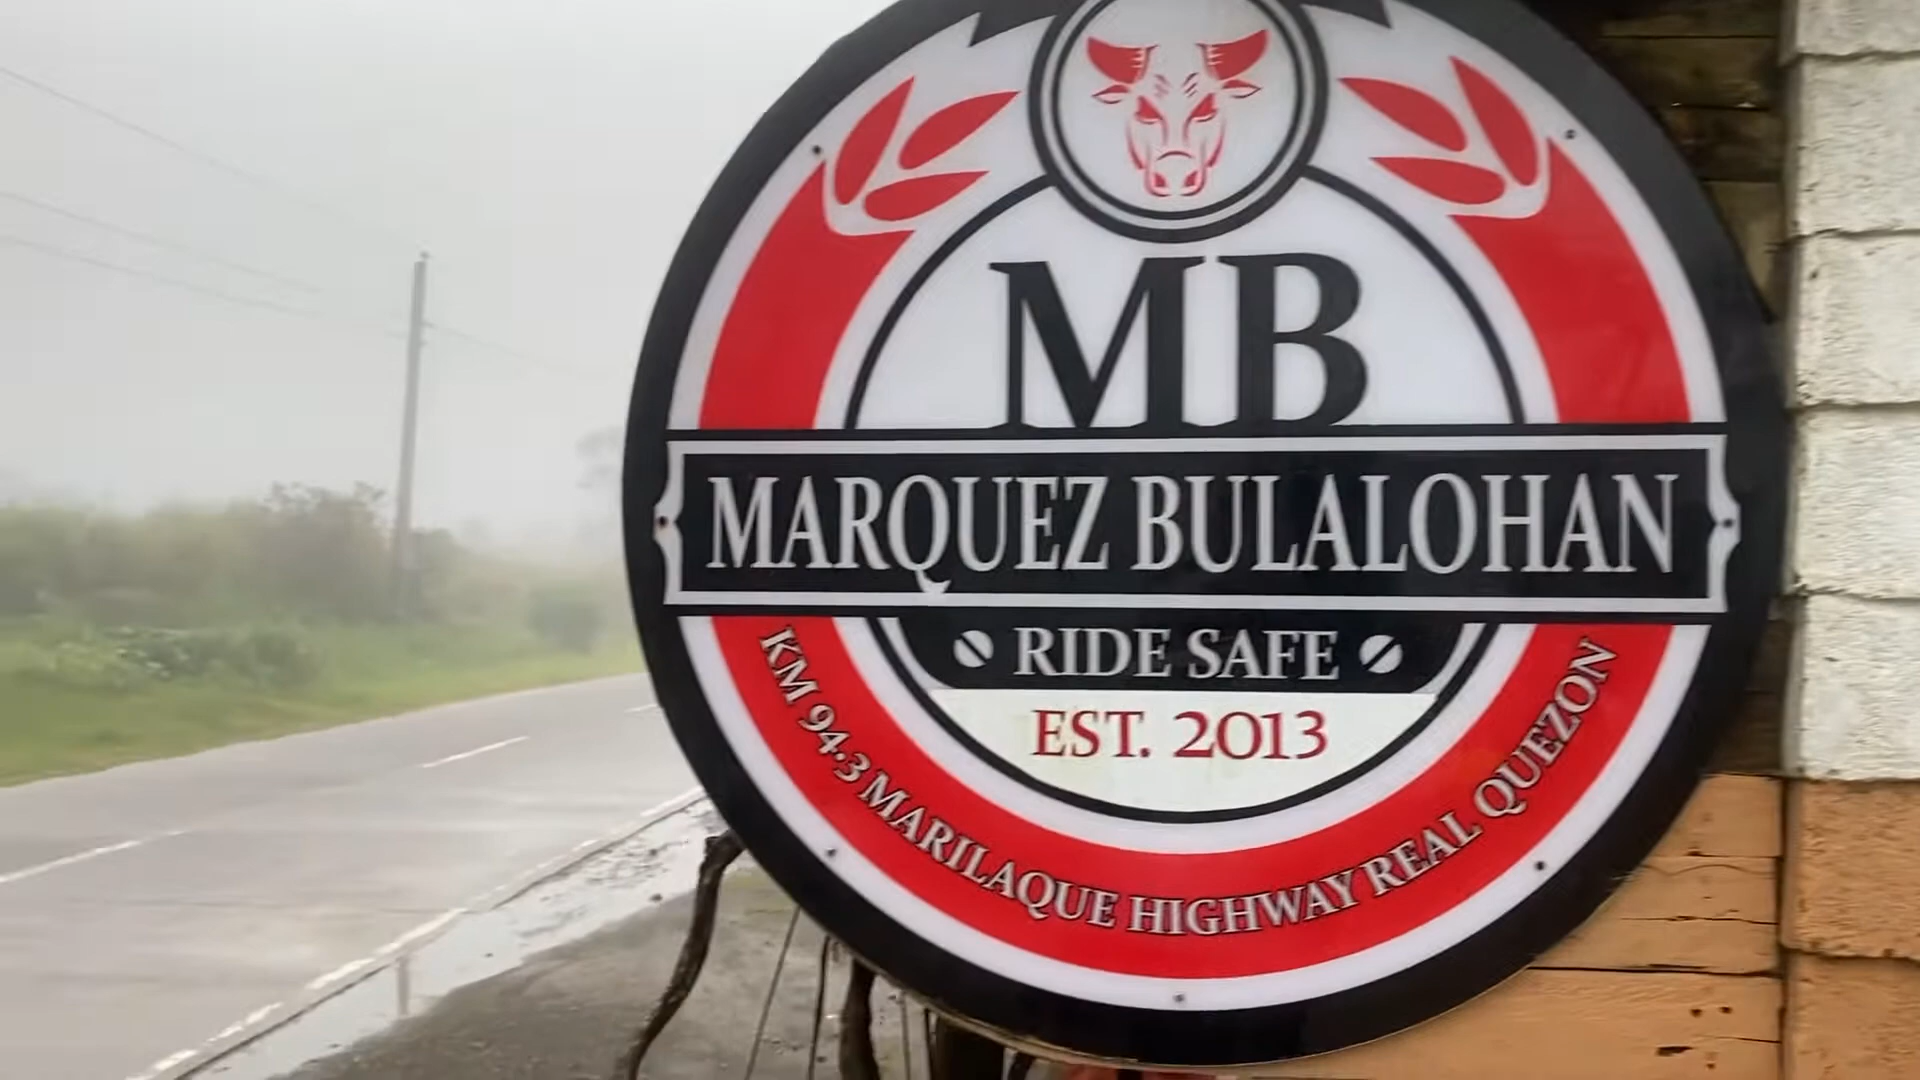 MB
MARQUEZ BULALOHAN
RIDE SAFE
EST. 2013
KM 94.3 MARILAQUE HIGHWAY REAL QUEZON